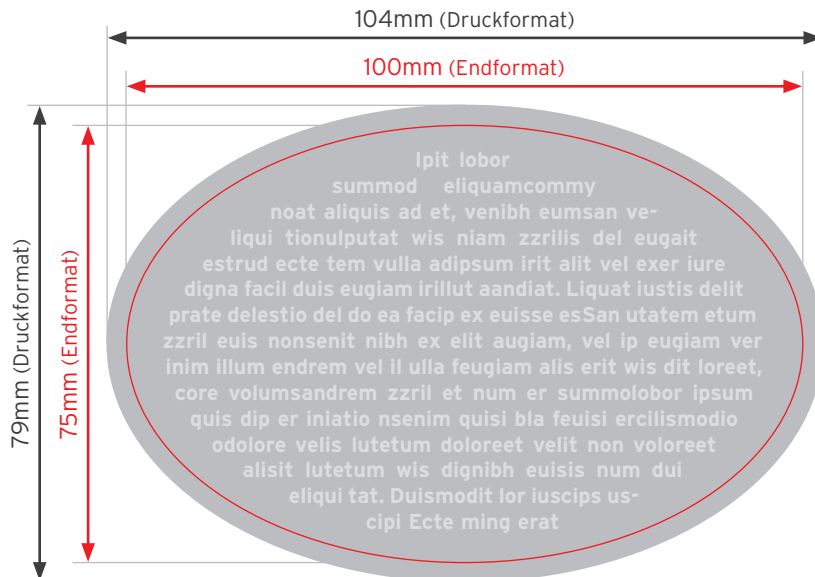 104mm (Druckformat)
100mm (Endformat)
79mm (Druckformat)
75mm (Endformat)
Ipit lobor
summod eliquamcommy
noat aliquis ad et, venibh eumsan ve-
liqui tionulputat wis niam zzrilis del eugait
estrud ecte tem vulla adipsun irit alit vel exer iure
digna facil duis eugiam irillut aandiat. Liquat iustis delit
prate delestio del do ea facip ex euisse esSan utatem etum
zzril euis nonsenit nibh ex elit augiam, vel ip eugiam ver
inim illum endrem vel il ulla feugiam alis erit wis dit loreet,
core volumsandrem zzril et num er summolobor ipsum
quis dip er iniatio nsenim quisi bla feuisi ercilismodio
odolore velis lutetum doloreet velit non voloreet
alisit lutetum wis dignibh euisis num dui
eliqui tat. Duismodit lor iuscips us-
cipi Ecte ming erat